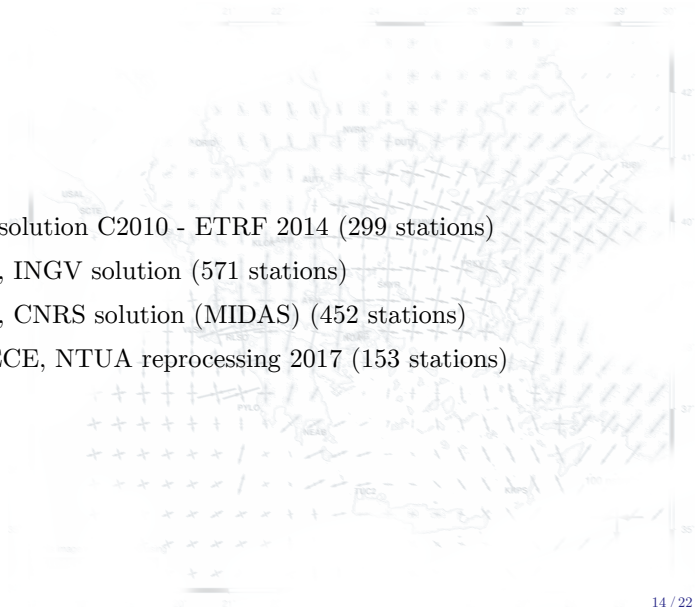 solution C2010 - ETRF 2014 (299 stations)
, INGV solution (571 stations)
, CNRS solution (MIDAS) (452 stations)
CE, NTUA reprocessing 2017 (153 stations)
14 / 22